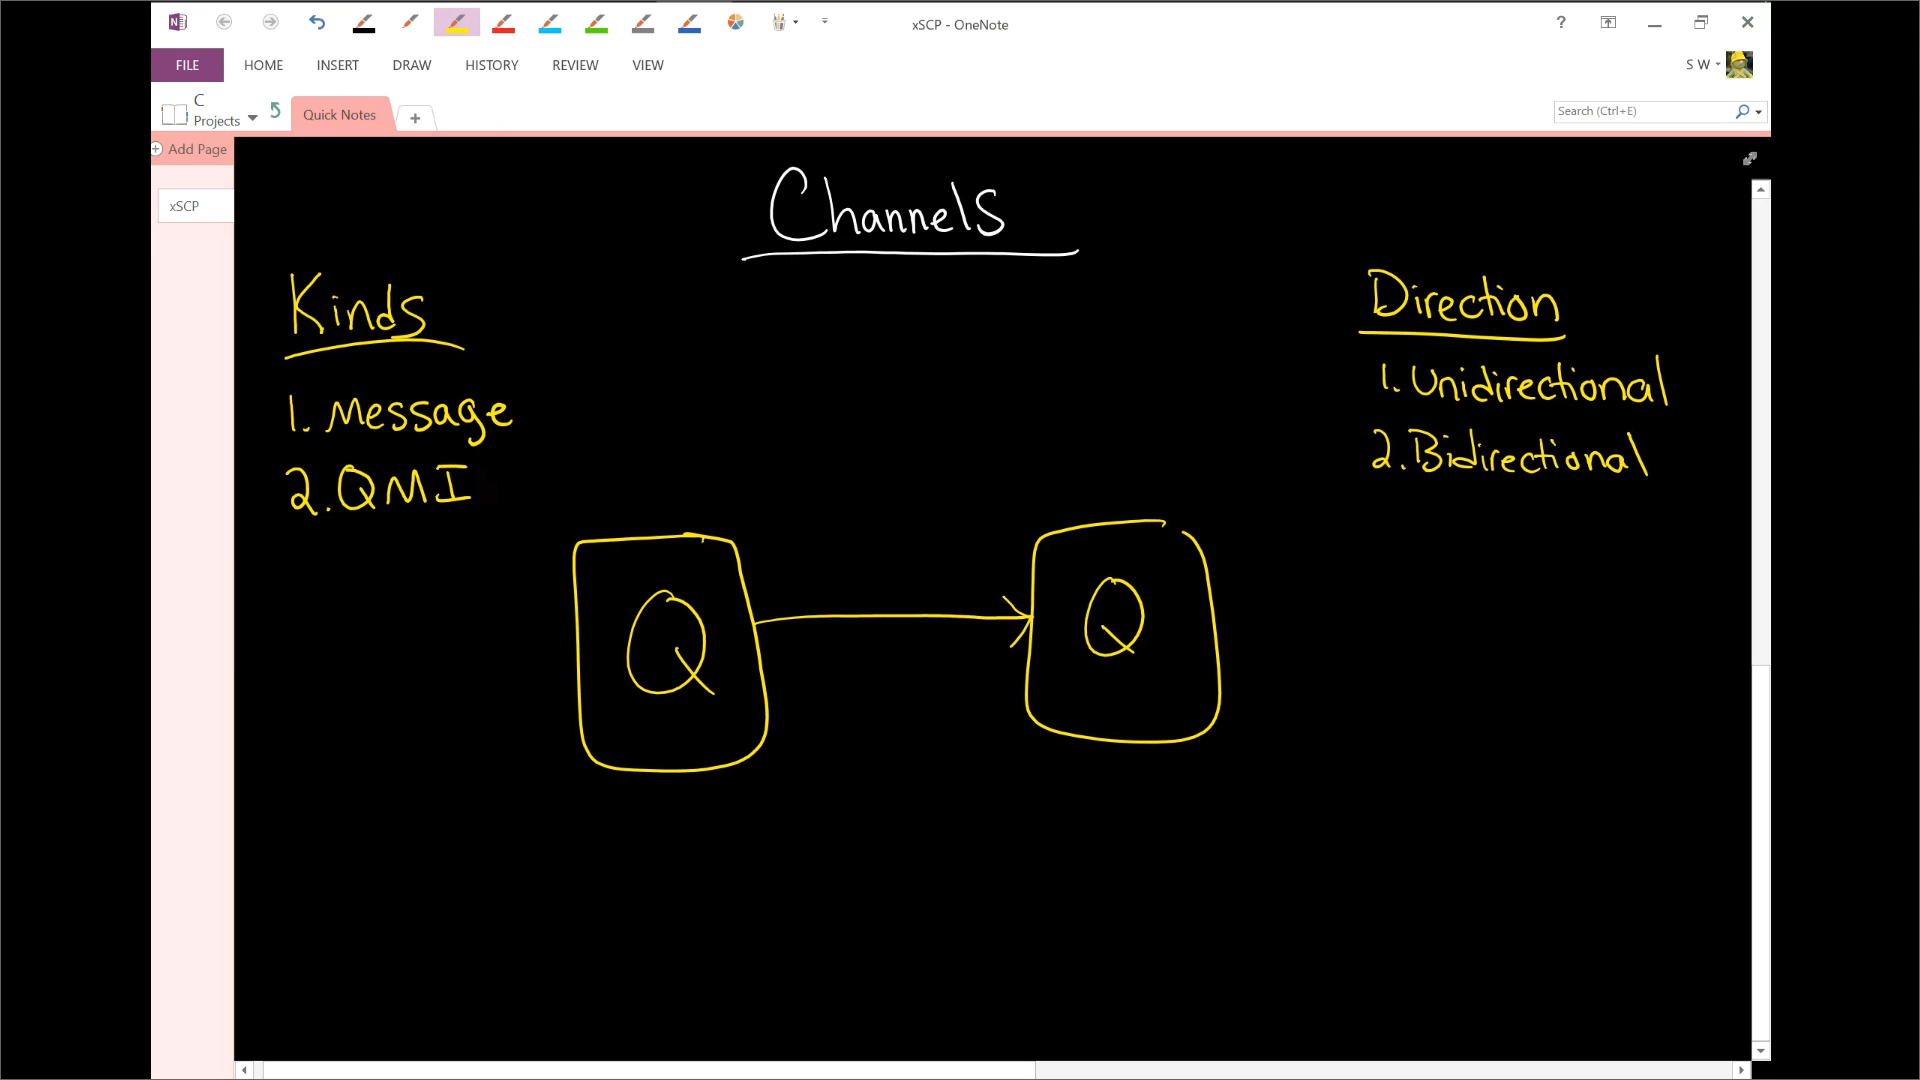 xSCP - OneNote
?
FILE HOME INSERT DRAW HISTORY REVIEW VIEW
S W
C
Projects
Quick Notes
+
Search (Ctrl+E)
Add Page
xSCP
Channels
Kinds
1. Message
2. QMI
Direction
1. Unidirectional
2. Bidirectional
Q
Q